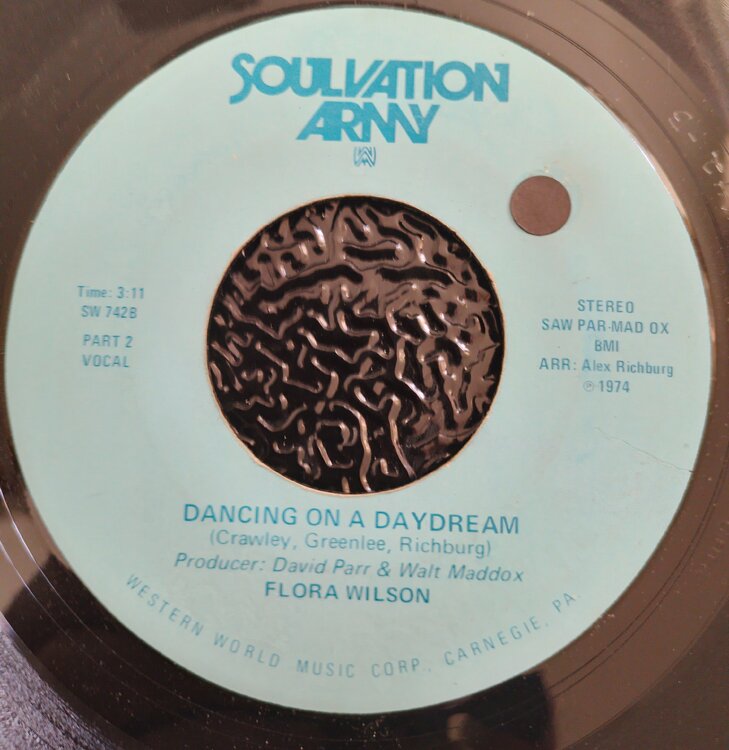 SOULVATION
ARMY
Time: 3:11
SW 742B
PART 2
VOCAL
STEREO
SAW PAR-MAD OX
BMI
ARR: Alex Richburg
℗ 1974
DANCING ON A DAYDREAM
(Crawley, Greenlee, Richburg)
Producer: David Parr & Walt Maddox
FLORA WILSON
WESTERN WORLD MUSIC CORP., CARNEGIE, PA.